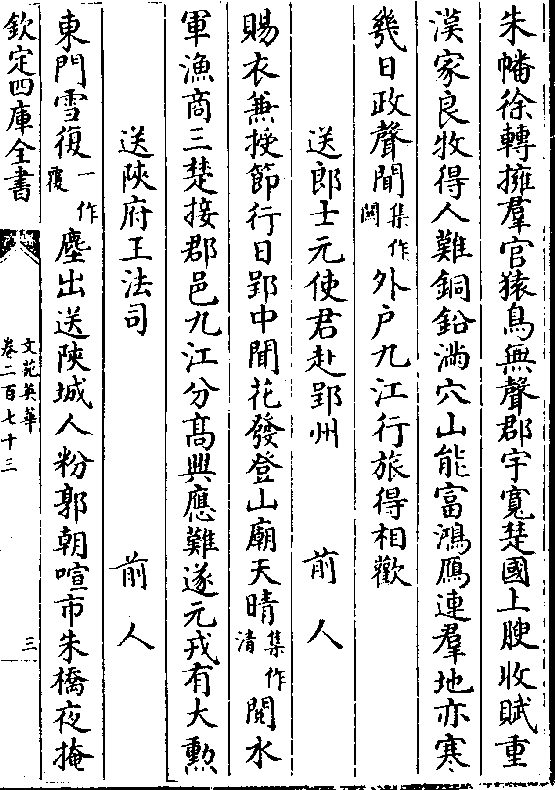 朱幡徐轉擁羣官猿鳥無聲郡宇寬楚國上腴收賦重
漢家良牧得人難銅鉛滿穴山能富鴻鴈連羣地亦寒
幾日政聲聞集作關外户九江行旅得相歡
送郎士元使君赴郢州 前人
賜衣兼授節行日郢中聞花發登山廟天晴集作清閱水
軍漁商三楚接郡邑九江分髙興應難遂元戎有大勲
送陝府王法司 前人
東門雪復一作覆塵出送陝城人粉郭朝喧市朱橋夜掩
欽定四庫全書
文苑英華
卷二百七十三
三